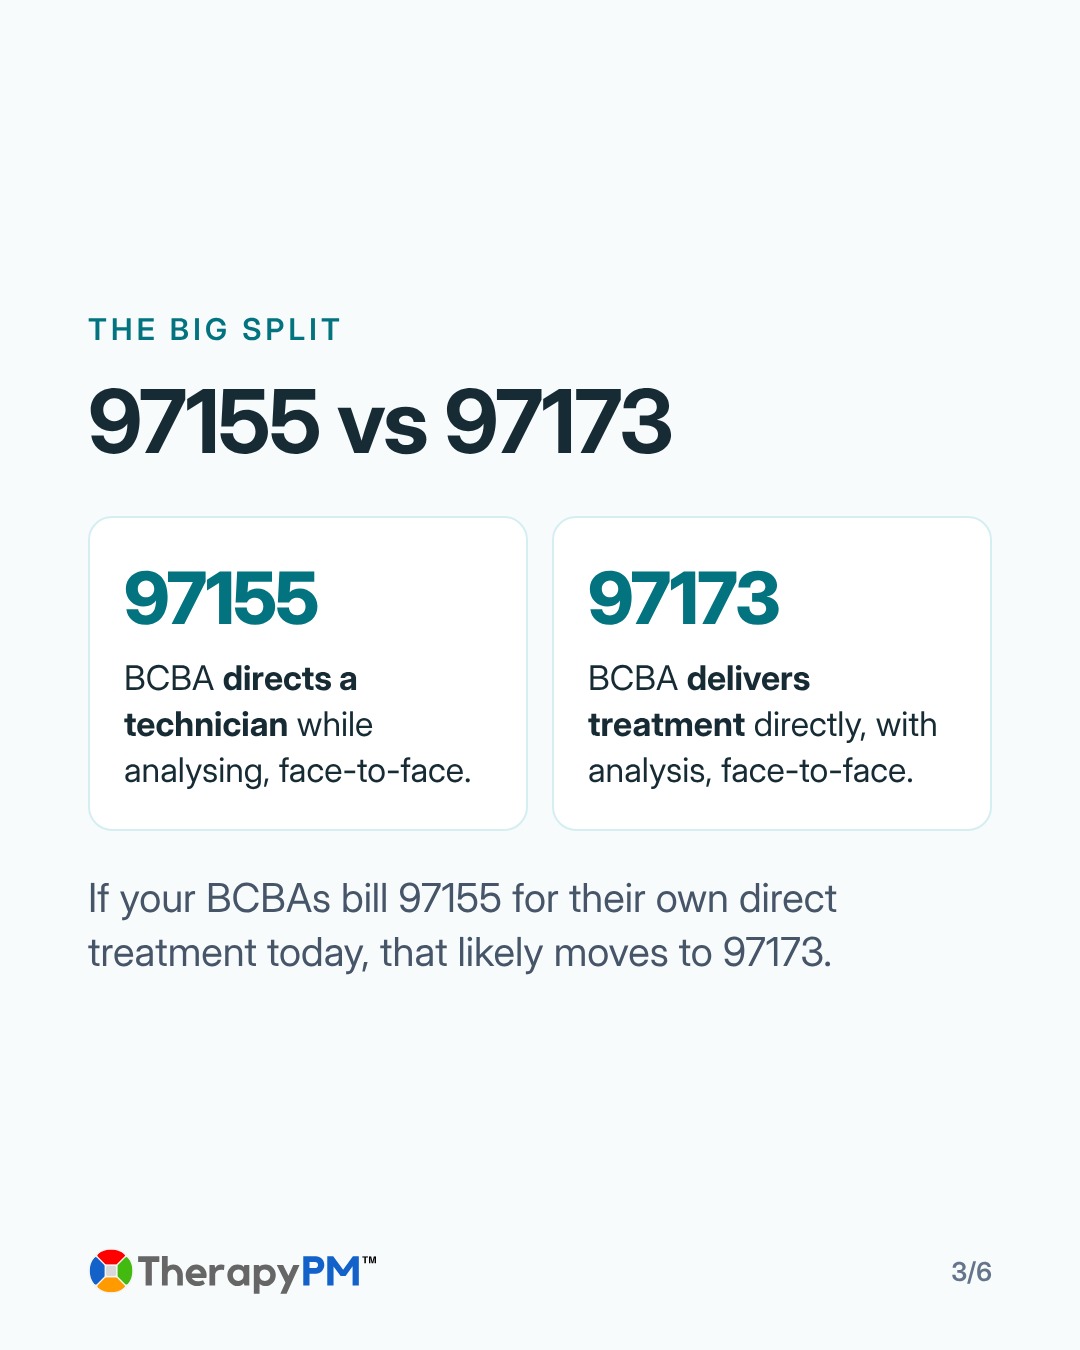 THE BIG SPLIT
97155 vs 97173
97155
BCBA directs a
technician while
analysing, face-to-face.
97173
BCBA delivers
treatment directly, with
analysis, face-to-face.
If your BCBAs bill 97155 for their own direct
treatment today, that likely moves to 97173.
TherapyPM™
3/6